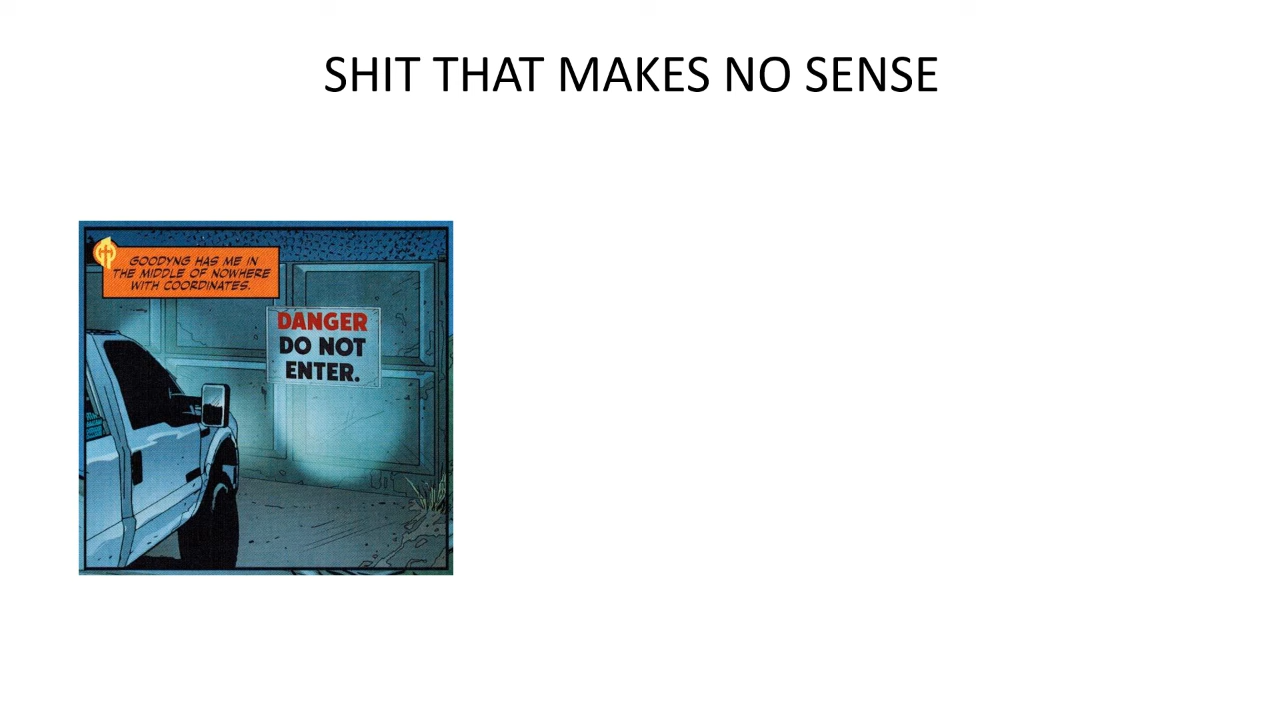 SHIT THAT MAKES NO SENSE
GOODYNG HAS ME IN
THE MIDDLE OF NOWHERE
WITH COORDINATES.
DANGER
DO NOT
ENTER.